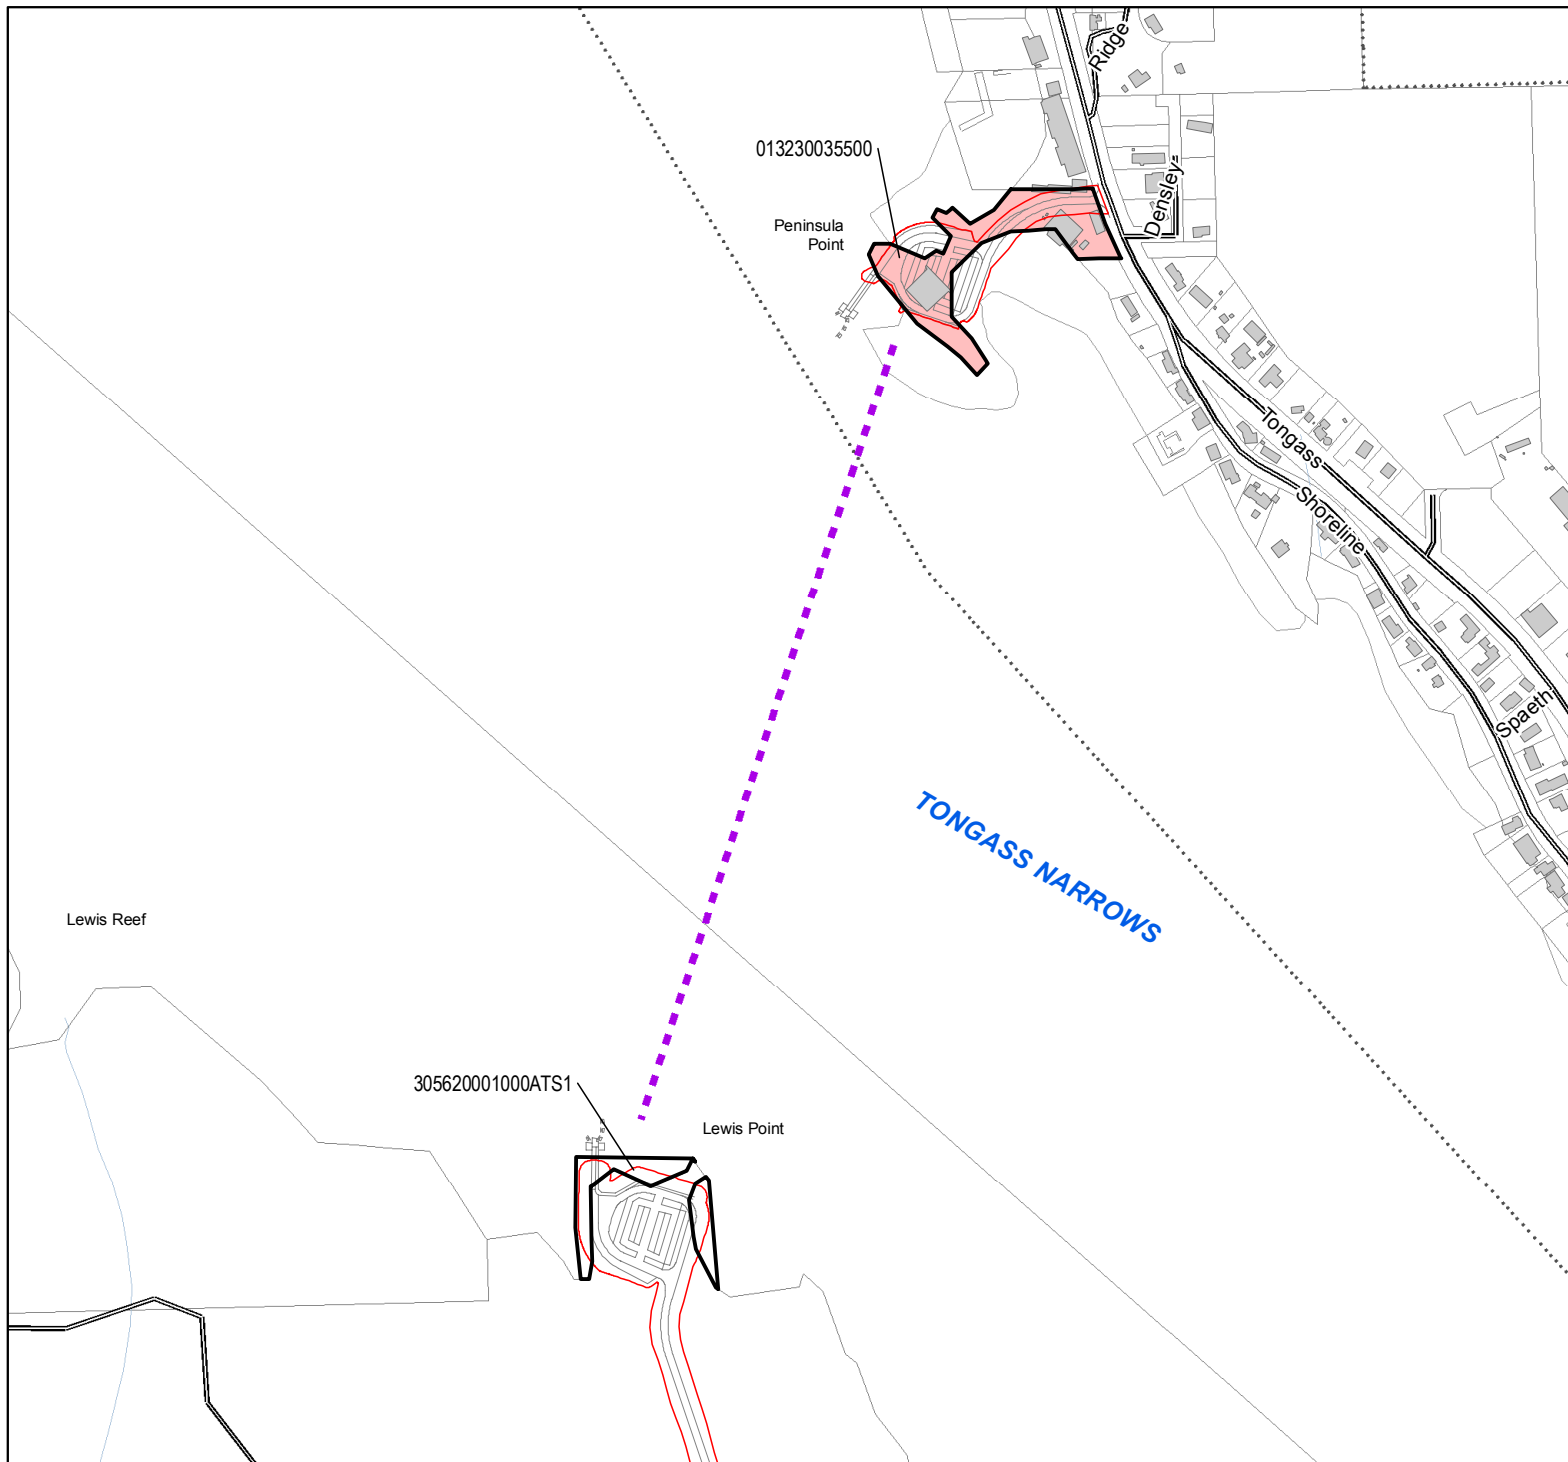 Ridge
013230035500
Densley
Peninsula
Point
Tongass
Shoreline
Spaeth
TONGASS NARROWS
Lewis Reef
305620001000ATS1
Lewis Point